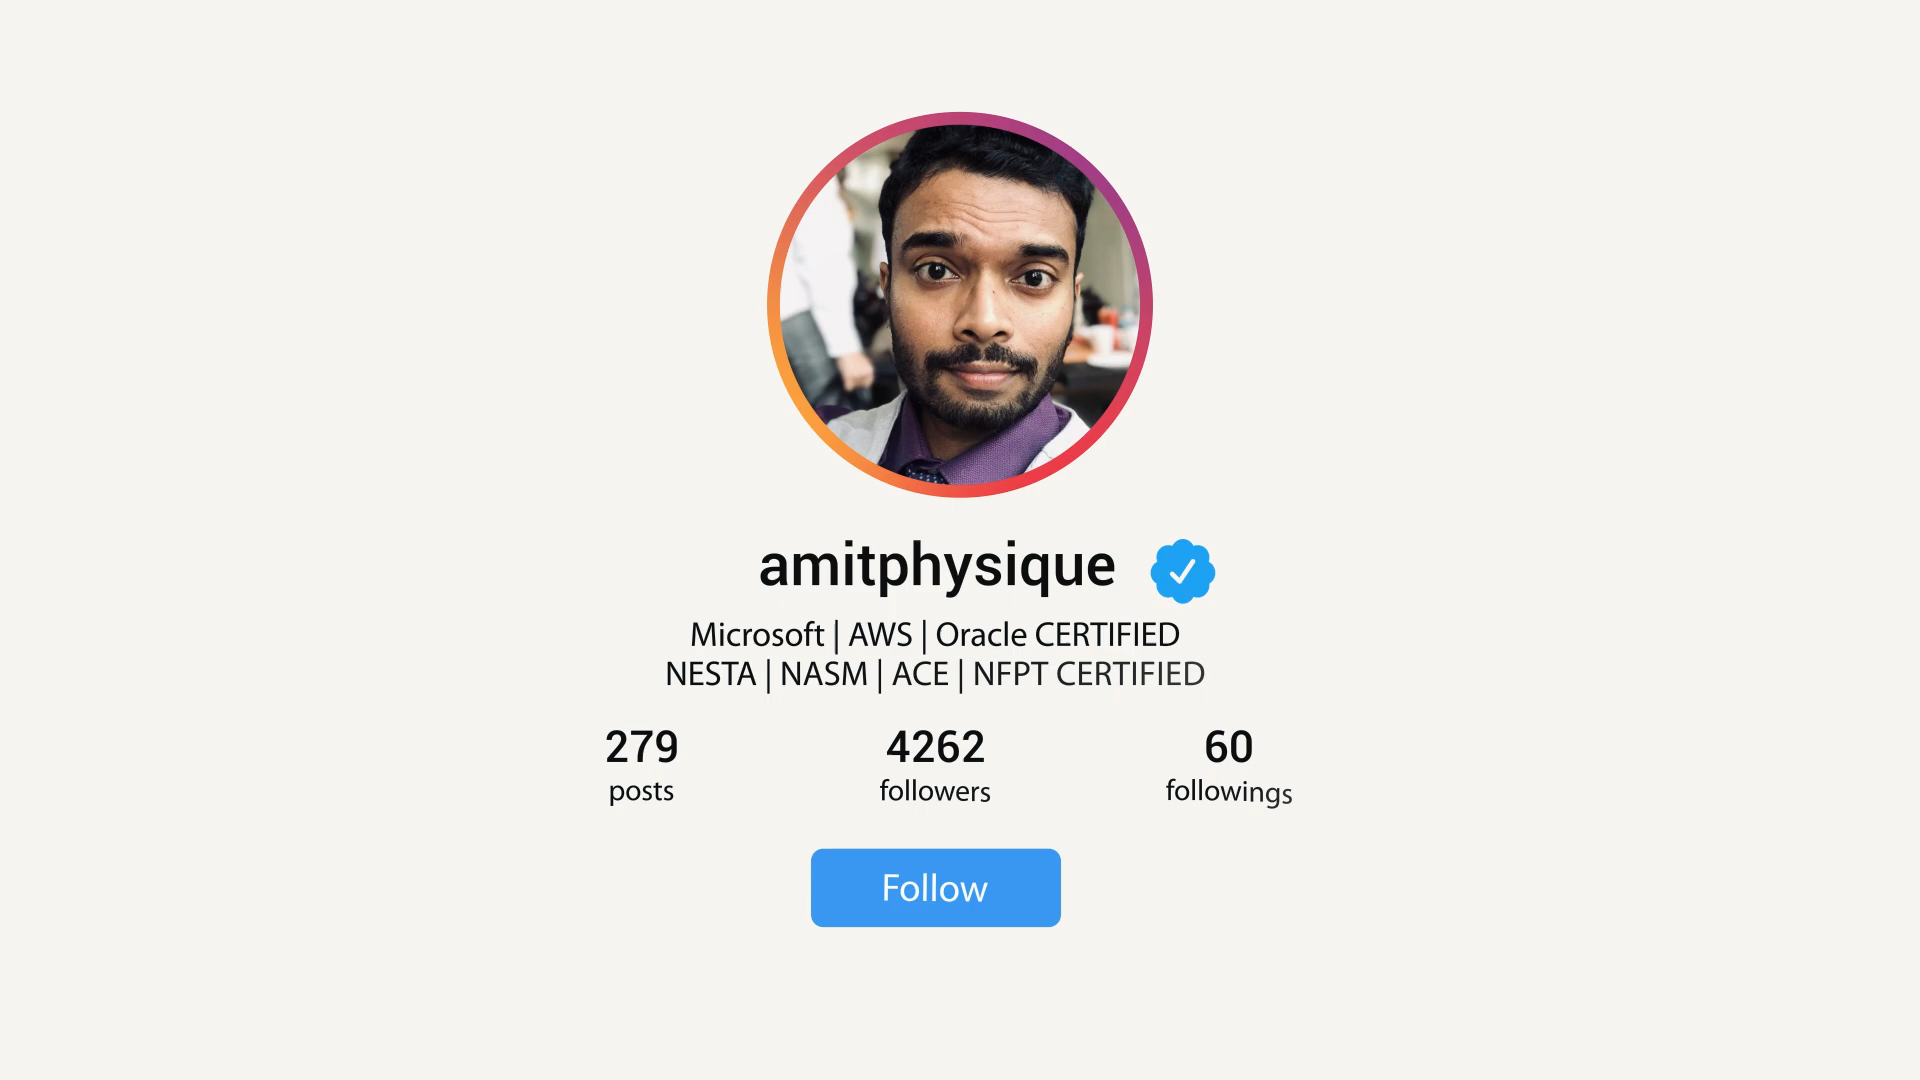 amitphysique
Microsoft | AWS | Oracle CERTIFIED
NESTA | NASM | ACE | NFPT CERTIFIED
279
posts
4262
followers
60
followings
Follow